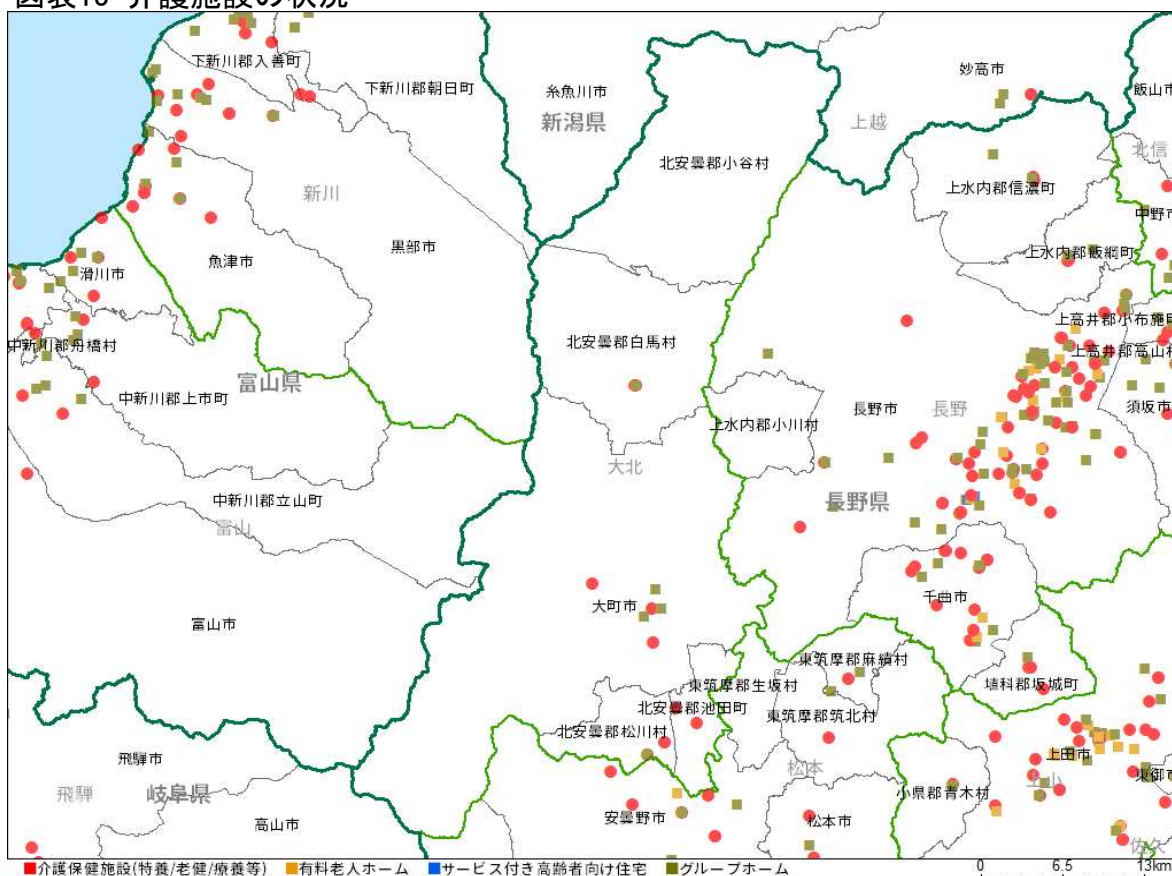 図表10 介護施設の状況
下新川郡入善町
下新川郡朝日町
糸魚川市
妙高市
飯山市
新潟県
上越
北安曇郡小谷村
北信
新川
上水内郡信濃町
中野市
黒部市
魚津市
上水内郡飯綱町
滑川市
上高井郡小布施町
中新川郡舟橋村
北安曇郡白馬村
上高井郡高山村
富山県
中新川郡上市町
長野市
長野
須坂市
上水内郡小川村
大北
中新川郡立山町
長野県
富山
大町市
千曲市
富山市
東筑摩郡麻績村
東筑摩郡生坂村
埴科郡坂城町
北安曇郡池田町
東筑摩郡筑北村
北安曇郡松川村
飛騨市
上田市
松本
東御市
飛騨
岐阜県
小県郡青木村
上小
高山市
安曇野市
松本市
佐久
介護保健施設(特養/老健/療養等) 有料老人ホーム サービス付き高齢者向け住宅 グループホーム
0 6.5 13km